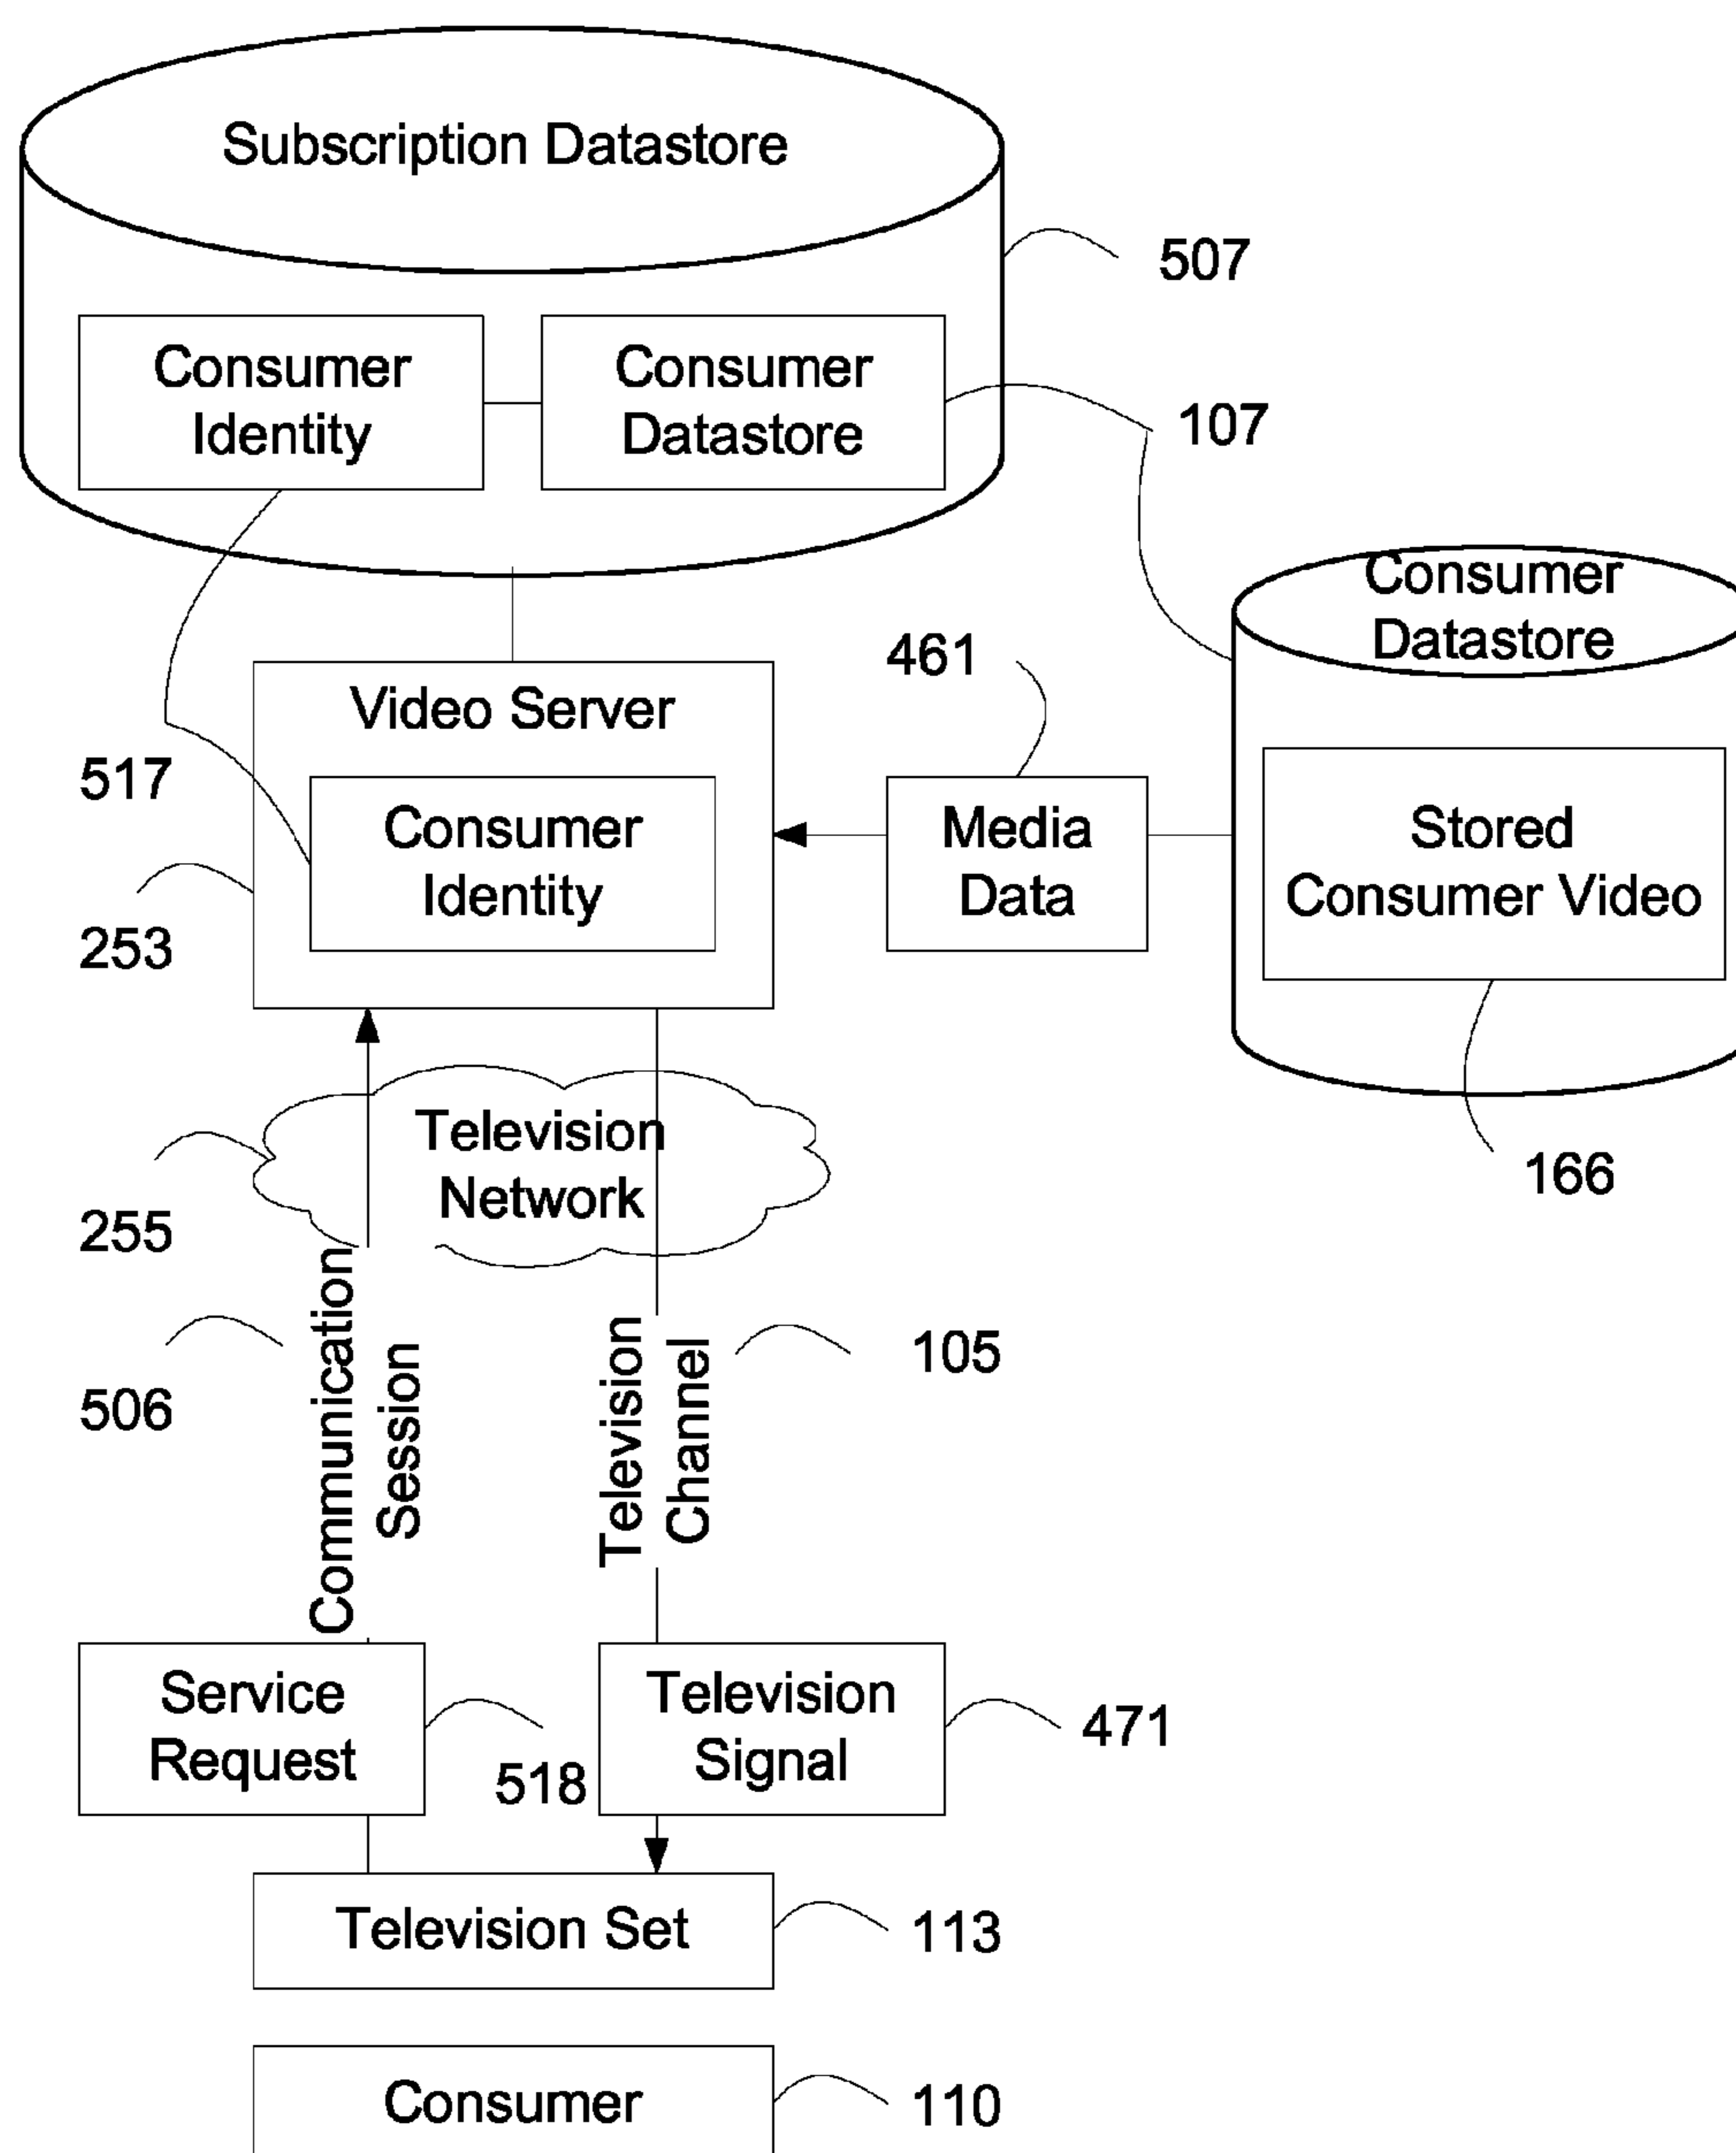 Subscription Datastore
507
Consumer
Identity
Consumer
Datastore
107
Consumer
Datastore
461
Video Server
517
Consumer
Identity
Media
Data
Stored
Consumer Video
253
Television
Network
166
255
Communication
Session
Television
Channel
506
105
Service
Request
518
Television
Signal
471
Television Set
113
Consumer
110